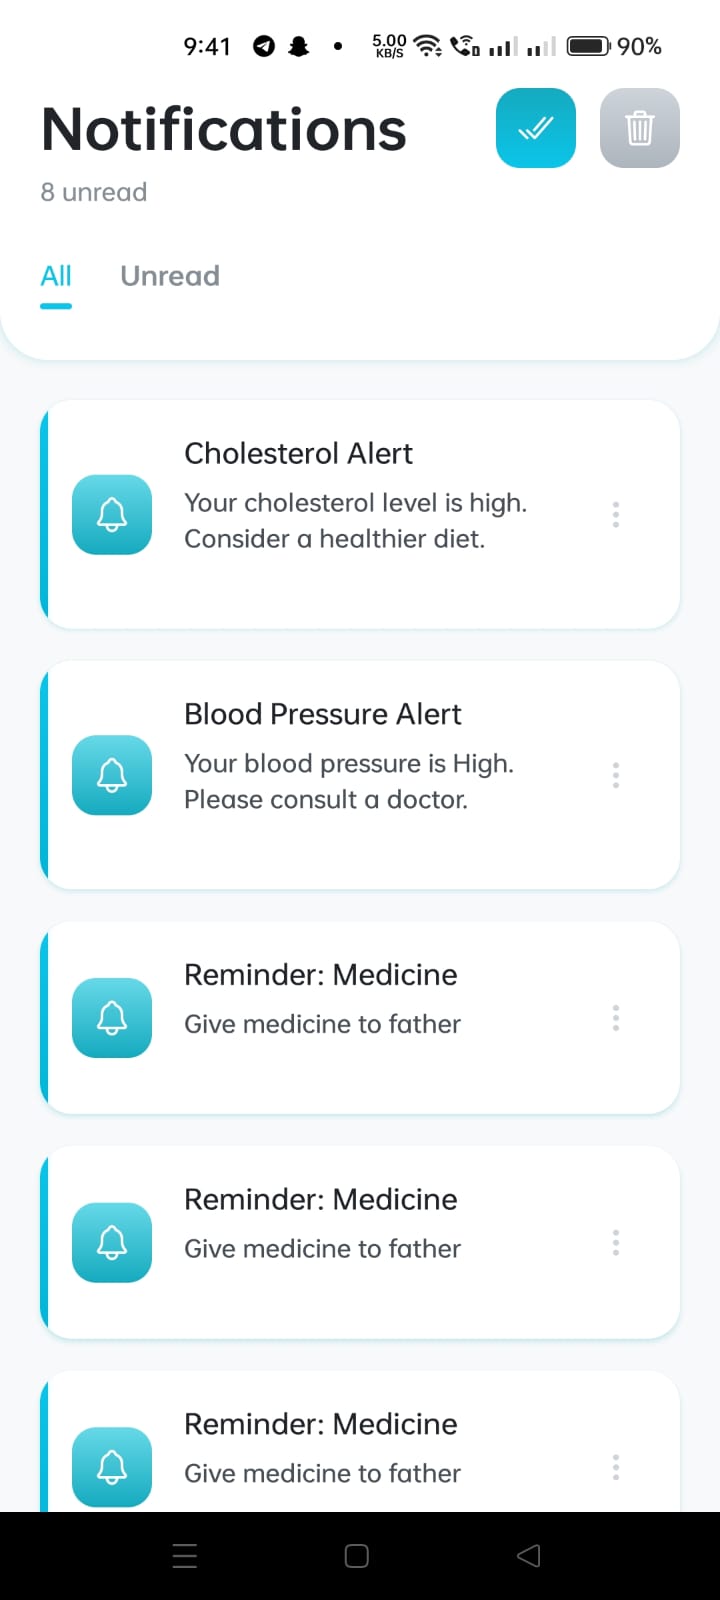 9:41
5.00
KB/S
90%
Notifications
8 unread
All
Unread
Cholesterol Alert
Your cholesterol level is high.
Consider a healthier diet.
Blood Pressure Alert
Your blood pressure is High.
Please consult a doctor.
Reminder: Medicine
Give medicine to father
Reminder: Medicine
Give medicine to father
Reminder: Medicine
Give medicine to father